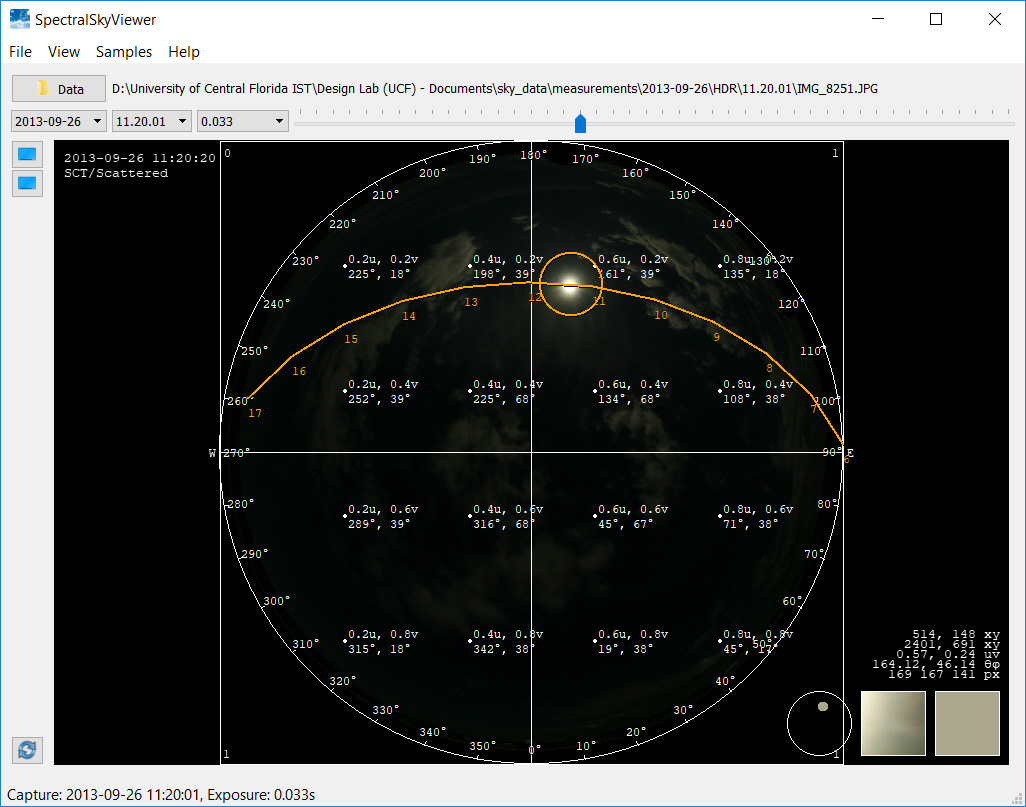 SpectralSkyViewer
File View Samples Help
Data D:\University of Central Florida IST\Design Lab (UCF) - Documents\sky_data\measurements\2013-09-26\HDR\11.20.01\IMG_8251.JPG
2013-09-26 11.20.01 0.033
2013-09-26 11:20:20
SCT/Scattered
0 1
190° 180° 170°
200° 160°
210° 150°
220° 140°
230° 130°
240° 120°
250° 110°
260° 100°
W 270° 90° E
280° 80°
290° 70°
300° 60°
310° 50°
320° 40°
330° 30°
340° 20°
350° 0° 10°
0.2u, 0.2v 0.4u, 0.2v 0.6u, 0.2v 0.8u, 0.2v
225°, 18° 198°, 39° 161°, 39° 135°, 18°
17 16 15 14 13 12 11 10 9 8 7 6
0.2u, 0.4v 0.4u, 0.4v 0.6u, 0.4v 0.8u, 0.4v
252°, 39° 225°, 68° 134°, 68° 108°, 38°
0.2u, 0.6v 0.4u, 0.6v 0.6u, 0.6v 0.8u, 0.6v
289°, 39° 316°, 68° 45°, 67° 71°, 38°
0.2u, 0.8v 0.4u, 0.8v 0.6u, 0.8v 0.8u, 0.8v
315°, 18° 342°, 38° 19°, 38° 45°, 17°
514, 148 xy
2401, 691 xy
0.57, 0.24 uv
164.12, 46.14 θφ
169 167 141 px
1 1
Capture: 2013-09-26 11:20:01, Exposure: 0.033s